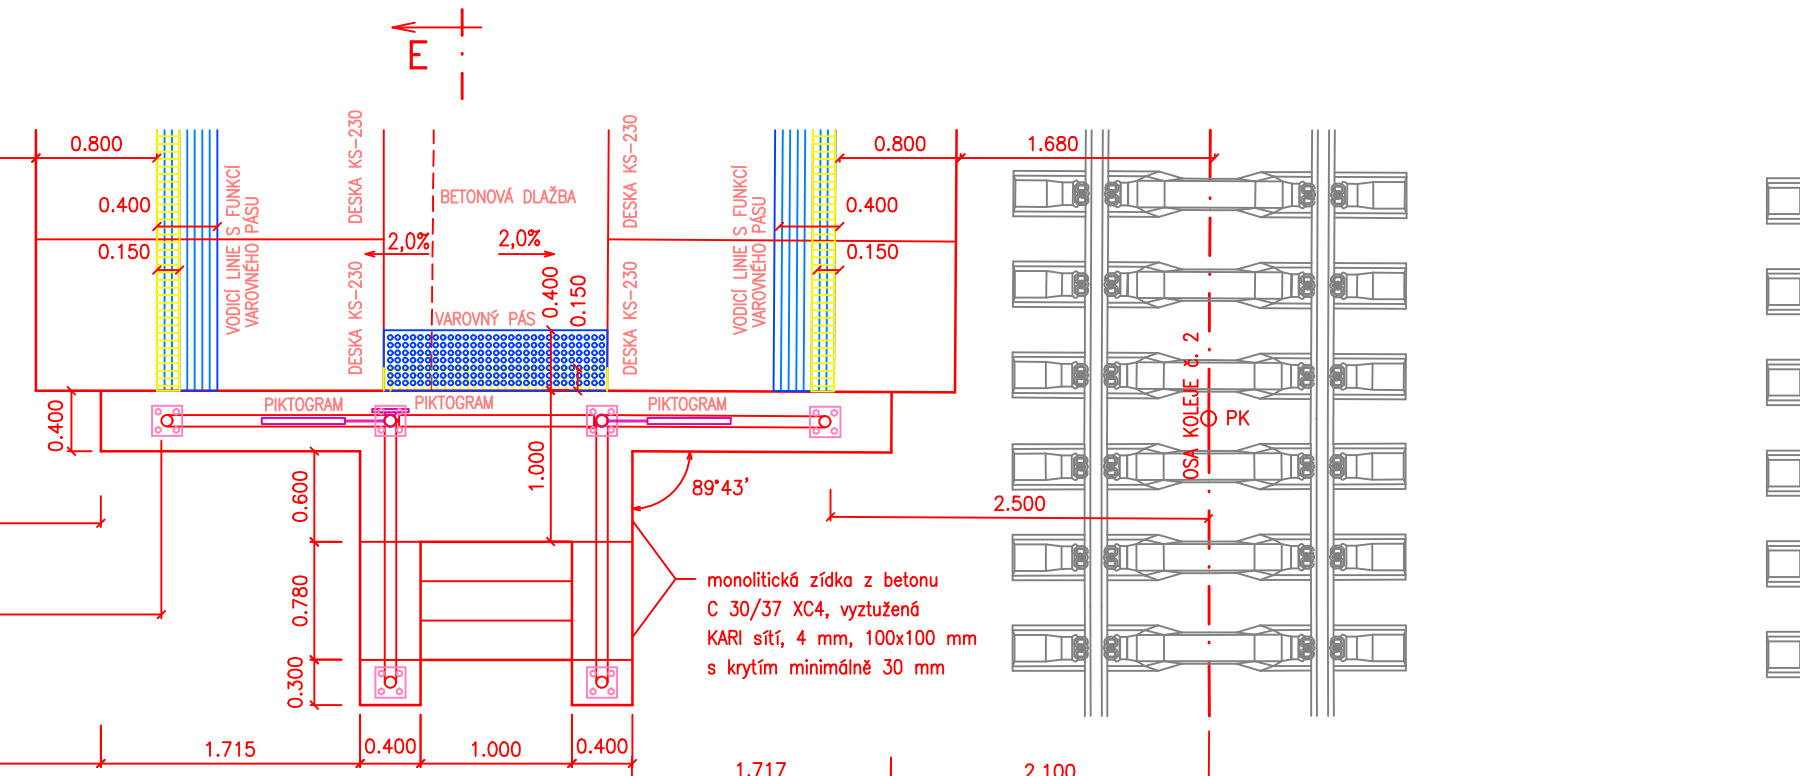 E
0.800
0.800
1.680
DESKA KS-230
DESKA KS-230
BETONOVÁ DLAŽBA
0.400
0.400
VODICÍ LINIE S FUNKCÍ
VAROVNÉHO PÁSU
VODICÍ LINIE S FUNKCÍ
VAROVNÉHO PÁSU
2,0%
2,0%
0.150
0.150
DESKA KS-230
0.400
0.150
DESKA KS-230
VAROVNÝ PÁS
OSA KOLEJE č. 2
PIKTOGRAM
PIKTOGRAM
PIKTOGRAM
PK
0.400
1.000
0.600
89°43'
2.500
monolitická zídka z betonu
C 30/37 XC4, vyztužená
KARI sítí, 4 mm, 100x100 mm
s krytím minimálně 30 mm
0.780
0.300
1.715
0.400
1.000
0.400
1.717
2.100